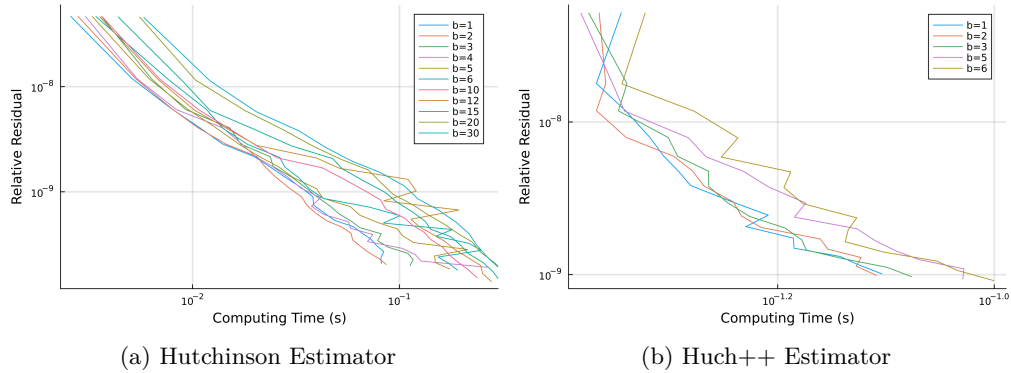 b=1
b=2
b=3
b=4
b=5
b=6
b=10
b=12
b=15
b=20
b=30
Relative Residual
10⁻⁸
10⁻⁹
10⁻²
10⁻¹
Computing Time (s)
(a) Hutchinson Estimator
b=1
b=2
b=3
b=5
b=6
Relative Residual
10⁻⁸
10⁻⁹
10⁻¹·²
10⁻¹·⁰
Computing Time (s)
(b) Huch++ Estimator